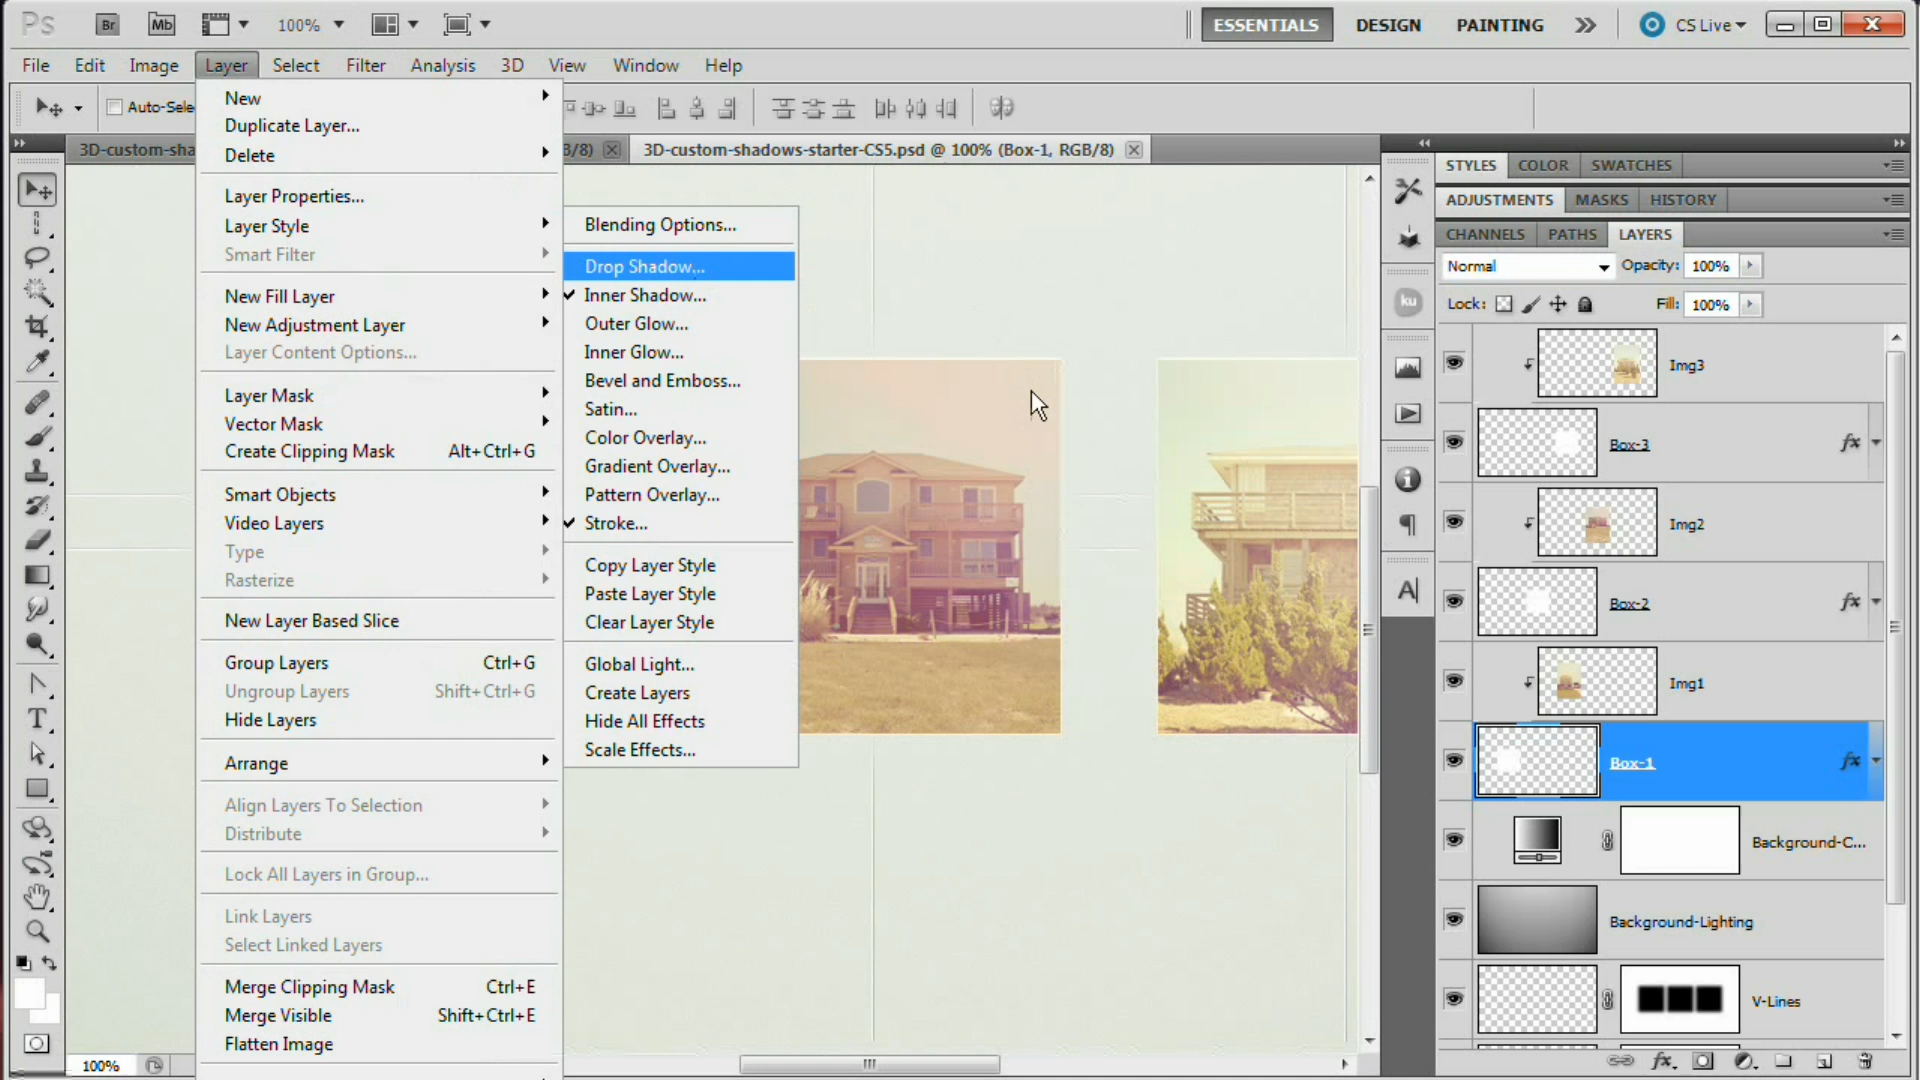 Ps Br Mb 100% ESSENTIALS DESIGN PAINTING CS Live
File Edit Image Layer Select Filter Analysis 3D View Window Help
Auto-Sele
3D-custom-sha B/8) 3D-custom-shadows-starter-CS5.psd @ 100% (Box-1, RGB/8)
New
Duplicate Layer...
Delete
Layer Properties...
Layer Style
Smart Filter
New Fill Layer
New Adjustment Layer
Layer Content Options...
Layer Mask
Vector Mask
Create Clipping Mask Alt+Ctrl+G
Smart Objects
Video Layers
Type
Rasterize
New Layer Based Slice
Group Layers Ctrl+G
Ungroup Layers Shift+Ctrl+G
Hide Layers
Arrange
Align Layers To Selection
Distribute
Lock All Layers in Group...
Link Layers
Select Linked Layers
Merge Clipping Mask Ctrl+E
Merge Visible Shift+Ctrl+E
Flatten Image
Blending Options...
Drop Shadow...
Inner Shadow...
Outer Glow...
Inner Glow...
Bevel and Emboss...
Satin...
Color Overlay...
Gradient Overlay...
Pattern Overlay...
Stroke...
Copy Layer Style
Paste Layer Style
Clear Layer Style
Global Light...
Create Layers
Hide All Effects
Scale Effects...
ku
A
STYLES COLOR SWATCHES
ADJUSTMENTS MASKS HISTORY
CHANNELS PATHS LAYERS
Normal Opacity: 100%
Lock: Fill: 100%
Img3
Box-3 fx
Img2
Box-2 fx
Img1
Box-1 fx
Background-C...
Background-Lighting
V-Lines
fx
T
100%